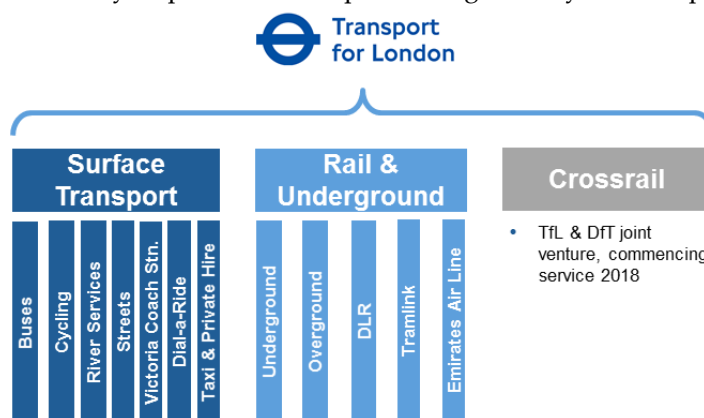 Transport
for London
Surface
Transport
Rail &
Underground
Crossrail
Buses
Cycling
River Services
Streets
Victoria Coach Stn.
Dial-a-Ride
Taxi & Private Hire
Underground
Overground
DLR
Tramlink
Emirates Air Line
• TfL & DfT joint
venture, commencing
service 2018